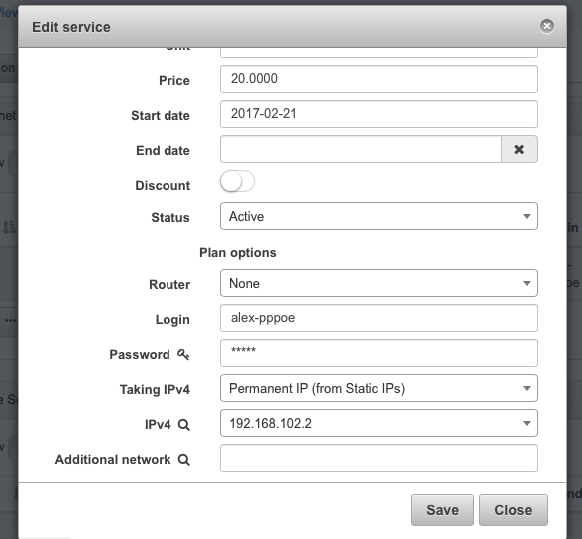 View
Edit service
Price 20.0000
Start date 2017-02-21
End date
Discount
Status Active
Plan options
Router None
Login alex-pppoe
Password *****
Taking IPv4 Permanent IP (from Static IPs)
IPv4 192.168.102.2
Additional network
Save Close